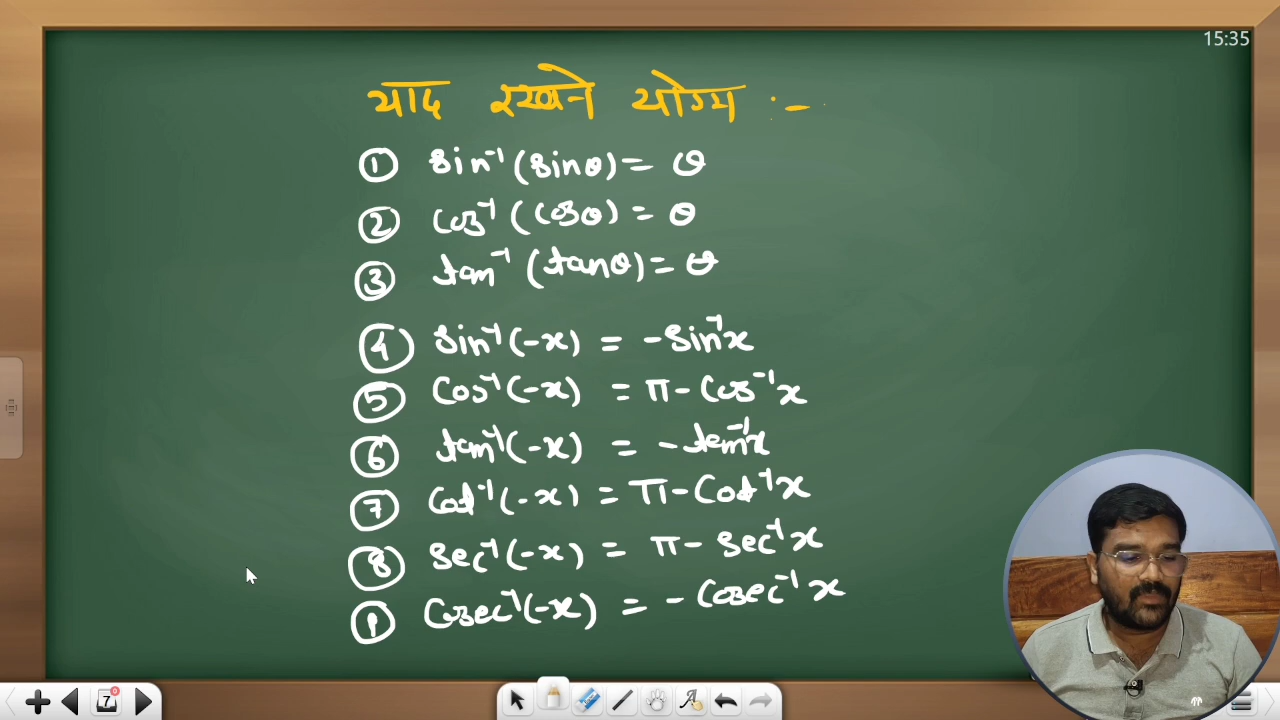 15:35
याद रखने योग्य :-
① sin⁻¹(sinθ) = θ
② cos⁻¹(cosθ) = θ
③ tan⁻¹(tanθ) = θ
④ sin⁻¹(-x) = -sin⁻¹x
⑤ Cos⁻¹(-x) = π - Cos⁻¹x
⑥ tan⁻¹(-x) = -tan⁻¹x
⑦ Cot⁻¹(-x) = π - Cot⁻¹x
⑧ Sec⁻¹(-x) = π - Sec⁻¹x
⑨ Cosec⁻¹(-x) = - Cosec⁻¹x
7